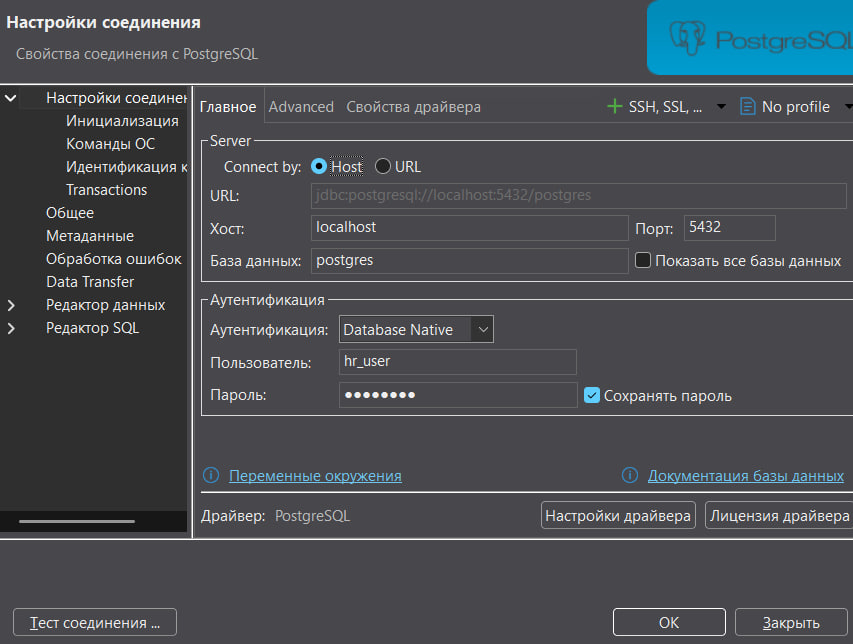 Настройки соединения
Свойства соединения с PostgreSQL
PostgreSQL
Настройки соединен
Инициализация
Команды ОС
Идентификация к
Transactions
Общее
Метаданные
Обработка ошибок
Data Transfer
Редактор данных
Редактор SQL
Главное Advanced Свойства драйвера SSH, SSL, ... No profile
Server
Connect by: Host URL
URL: jdbc:postgresql://localhost:5432/postgres
Хост: localhost Порт: 5432
База данных: postgres Показать все базы данных
Аутентификация
Аутентификация: Database Native
Пользователь: hr_user
Пароль: ●●●●●●●● Сохранять пароль
Переменные окружения Документация базы данных
Драйвер: PostgreSQL Настройки драйвера Лицензия драйвера
Тест соединения ... ОК Закрыть